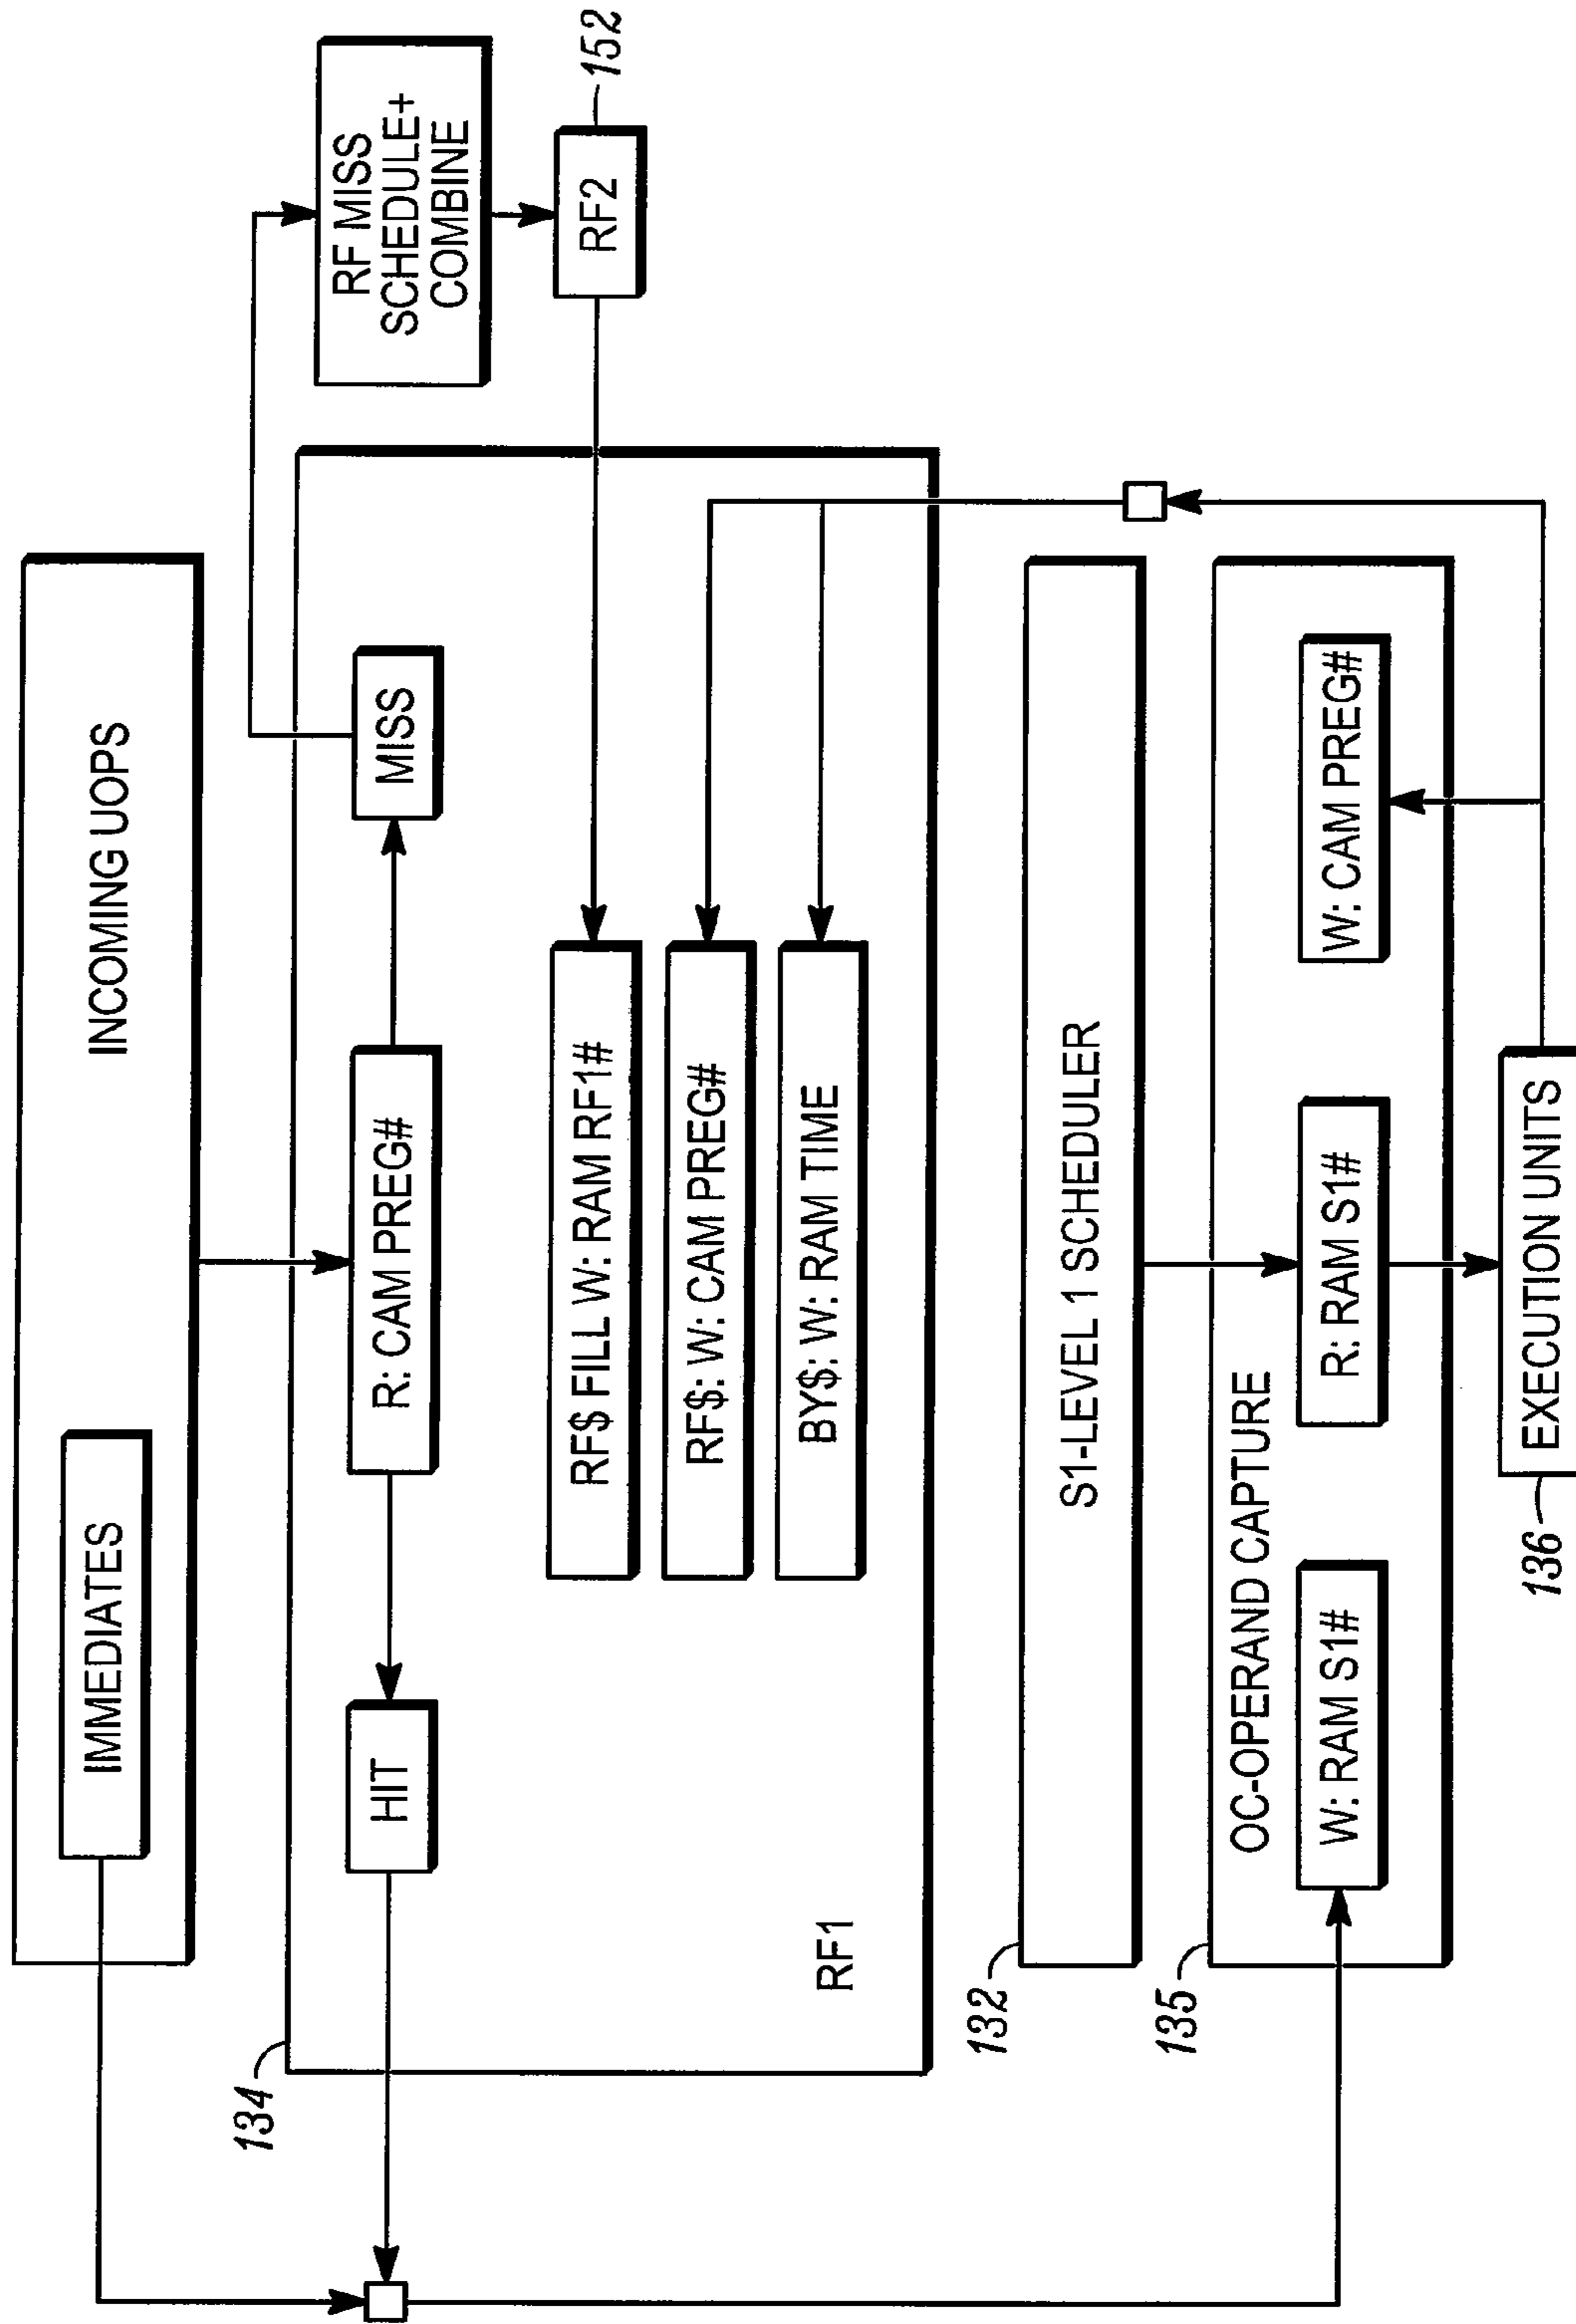 INCOMING UOPS
IMMEDIATES
134
HIT
R: CAM PREG#
MISS
RF MISS
SCHEDULE+
COMBINE
RF2
152
RF$ FILL W: RAM RF1#
RF$: W: CAM PREG#
BY$: W: RAM TIME
RF1
132
S1-LEVEL 1 SCHEDULER
135
OC-OPERAND CAPTURE
W: RAM S1#
R: RAM S1#
W: CAM PREG#
136
EXECUTION UNITS